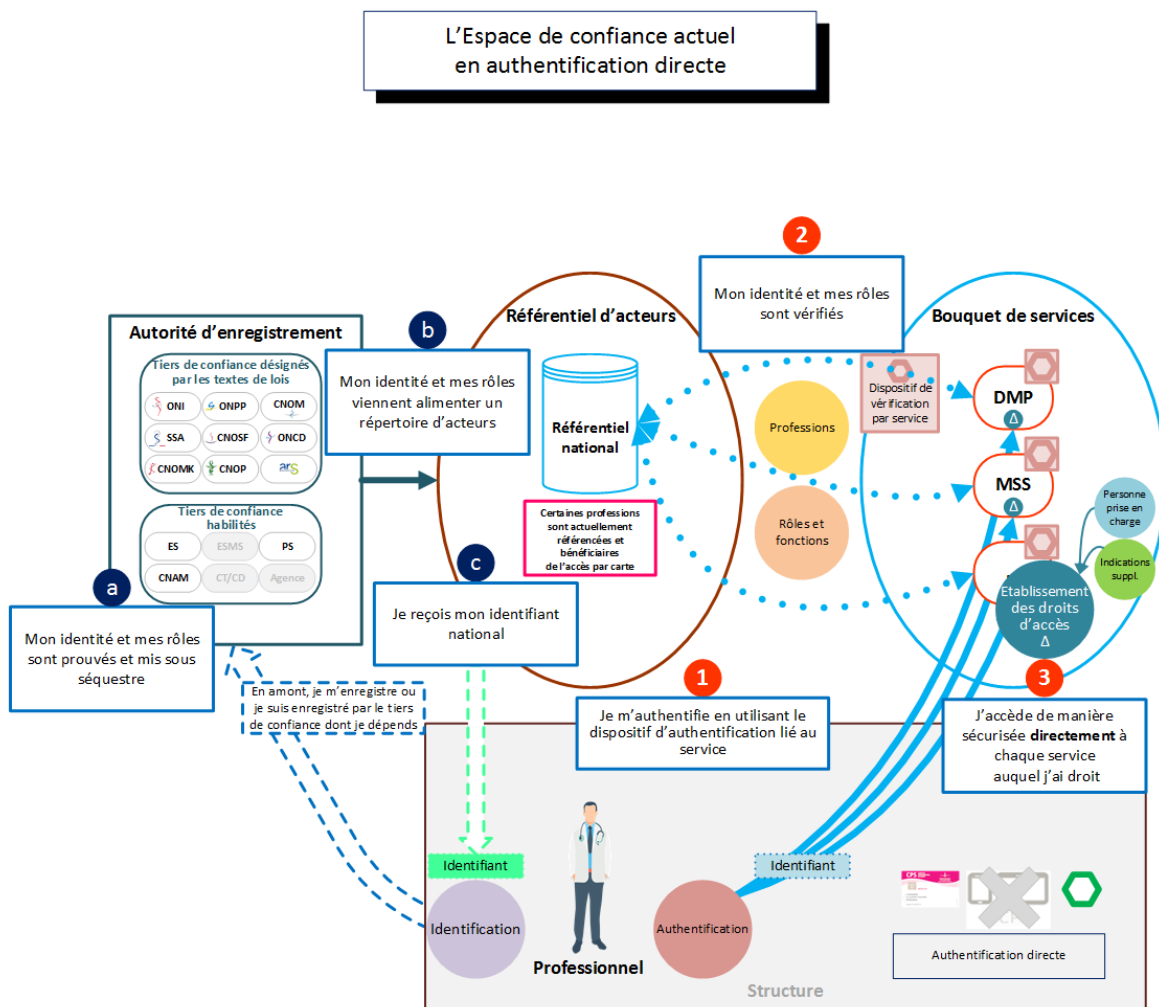 L'Espace de confiance actuel
en authentification directe
2
Mon identité et mes rôles
sont vérifiés
Autorité d'enregistrement
Tiers de confiance désignés
par les textes de lois
ONI
ONPP
CNOM
SSA
CNOSF
ONCD
CNOMK
CNOP
ars
Tiers de confiance
habilités
ES
ESMS
PS
CNAM
CT/CD
Agence
a
Mon identité et mes rôles
sont prouvés et mis sous
séquestre
b
Mon identité et mes rôles
viennent alimenter un
répertoire d'acteurs
Référentiel d'acteurs
Référentiel
national
Certaines professions
sont actuellement
référencées et
bénéficiaires
de l'accès par carte
c
Je reçois mon identifiant
national
Professions
Rôles et
fonctions
Bouquet de services
Dispositif de
vérification
par service
DMP
Δ
MSS
Δ
Personne
prise en
charge
Indications
suppl.
Etablissement
des droits
d'accès
Δ
En amont, je m'enregistre ou
je suis enregistré par le tiers
de confiance dont je dépends
1
Je m'authentifie en utilisant le
dispositif d'authentification lié au
service
3
J'accède de manière
sécurisée directement à
chaque service
auquel j'ai droit
Identifiant
Identification
Professionnel
Identifiant
Authentification
CPS
Authentification directe
Structure